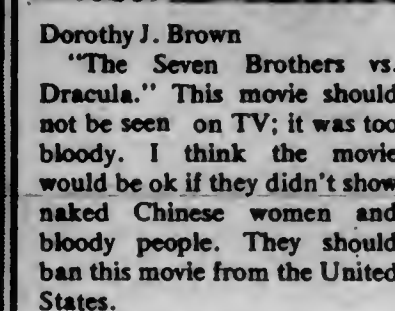 Dorothy J. Brown
"The Seven Brothers vs.
Dracula." This movie should
not be seen on TV; it was too
bloody. I think the movie
would be ok if they didn't show
naked Chinese women and
bloody people. They should
ban this movie from the United
States.